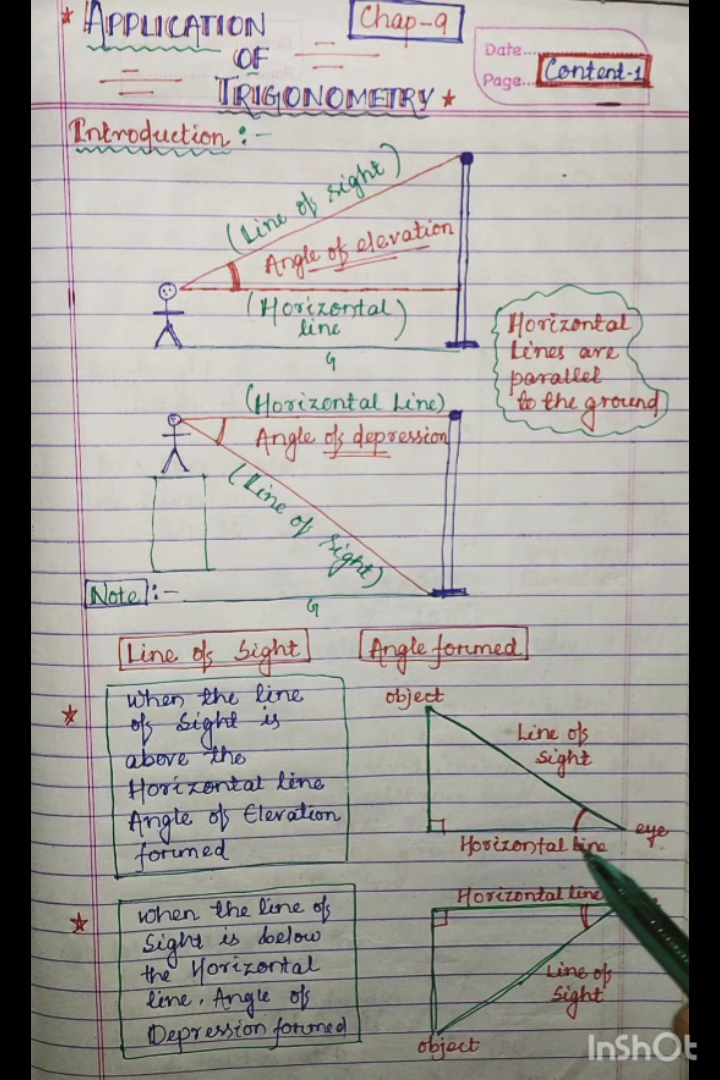 APPLICATION
OF
TRIGONOMETRY
Chap-9
Date.....
Page...
Content-1
Introduction :-
(Line of sight)
Angle of elevation
(Horizontal
line)
G
Horizontal
Lines are
parallel
to the ground
(Horizontal Line)
Angle of depression
(Line of sight)
G
Note :-
Line of Sight
Angle formed
When the line
of sight is
above the
Horizontal line
Angle of Elevation
formed
object
Line of
sight
eye
Horizontal line
When the line of
sight is below
the Horizontal
line, Angle of
Depression formed
Horizontal line
Line of
sight
object
InShOt